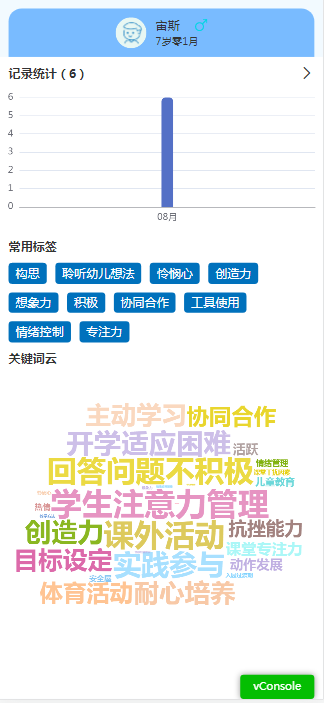 宙斯
7岁零1月
记录统计 ( 6 )
6
5
4
3
2
1
0
08月
常用标签
构思 聆听幼儿想法 怜悯心 创造力
想象力 积极 协同合作 工具使用
情绪控制 专注力
关键词云
主动学习 协同合作
开学适应困难 活跃
回答问题不积极 情绪管理
儿童教育
学生注意力管理
热情
创造力 课外活动 抗挫能力
课堂专注力
目标设定 实践参与 动作发展
安全屋
体育活动耐心培养
vConsole